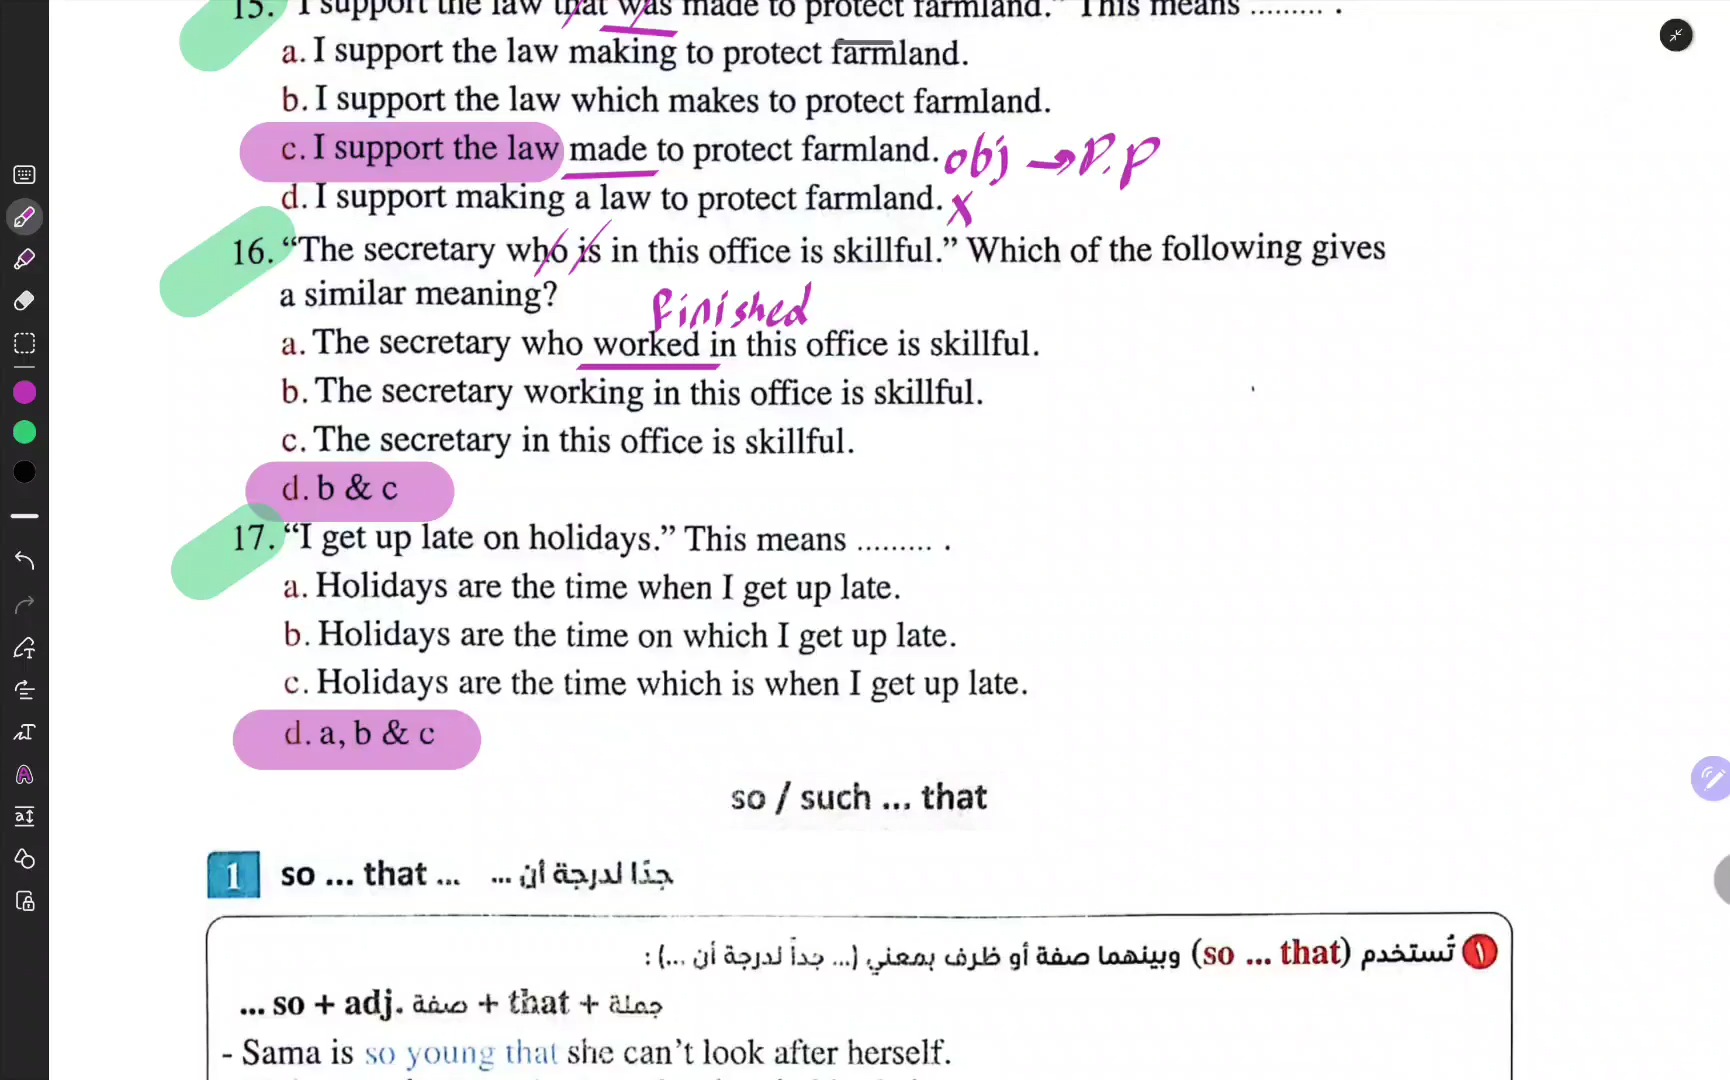 15. "I support the law that was made to protect farmland." This means ......... .
a. I support the law making to protect farmland.
b. I support the law which makes to protect farmland.
c. I support the law made to protect farmland. obj → P.P
d. I support making a law to protect farmland. x
16. “The secretary who is in this office is skillful.” Which of the following gives
a similar meaning?
finished
a. The secretary who worked in this office is skillful.
b. The secretary working in this office is skillful.
c. The secretary in this office is skillful.
d. b & c
17. “I get up late on holidays.” This means ......... .
a. Holidays are the time when I get up late.
b. Holidays are the time on which I get up late.
c. Holidays are the time which is when I get up late.
d. a, b & c
so / such ... that
1 so ... that ... جدًا لدرجة أن ...
١ تُستخدم (so ... that) وبينهما صفة أو ظرف بمعني (... جداً لدرجة أن ...) :
... so + adj. صفة + that + جملة
- Sama is so young that she can’t look after herself.